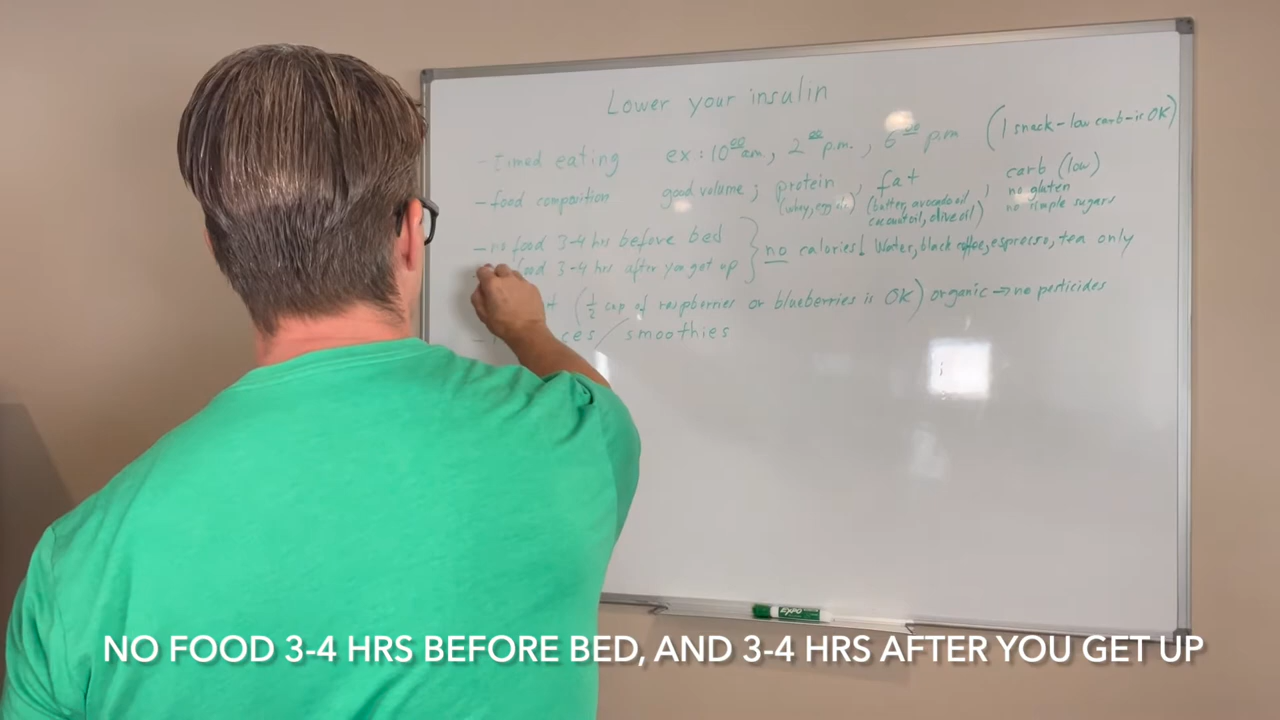 Lower your insulin
- timed eating ex: 10:00 am, 2:00 p.m., 6:00 p.m (1 snack - low carb - is OK)
- food composition good volume; protein, fat, carb (low)
(whey, egg etc) (butter, avocado oil, no gluten
cocount oil, olive oil) no simple sugars
- no food 3-4 hrs before bed
food 3-4 hrs after you get up } no calories! Water, black coffee, espresso, tea only
(1/2 cup of raspberries or blueberries is OK) organic → no pesticides
smoothies
EXPO
NO FOOD 3-4 HRS BEFORE BED, AND 3-4 HRS AFTER YOU GET UP